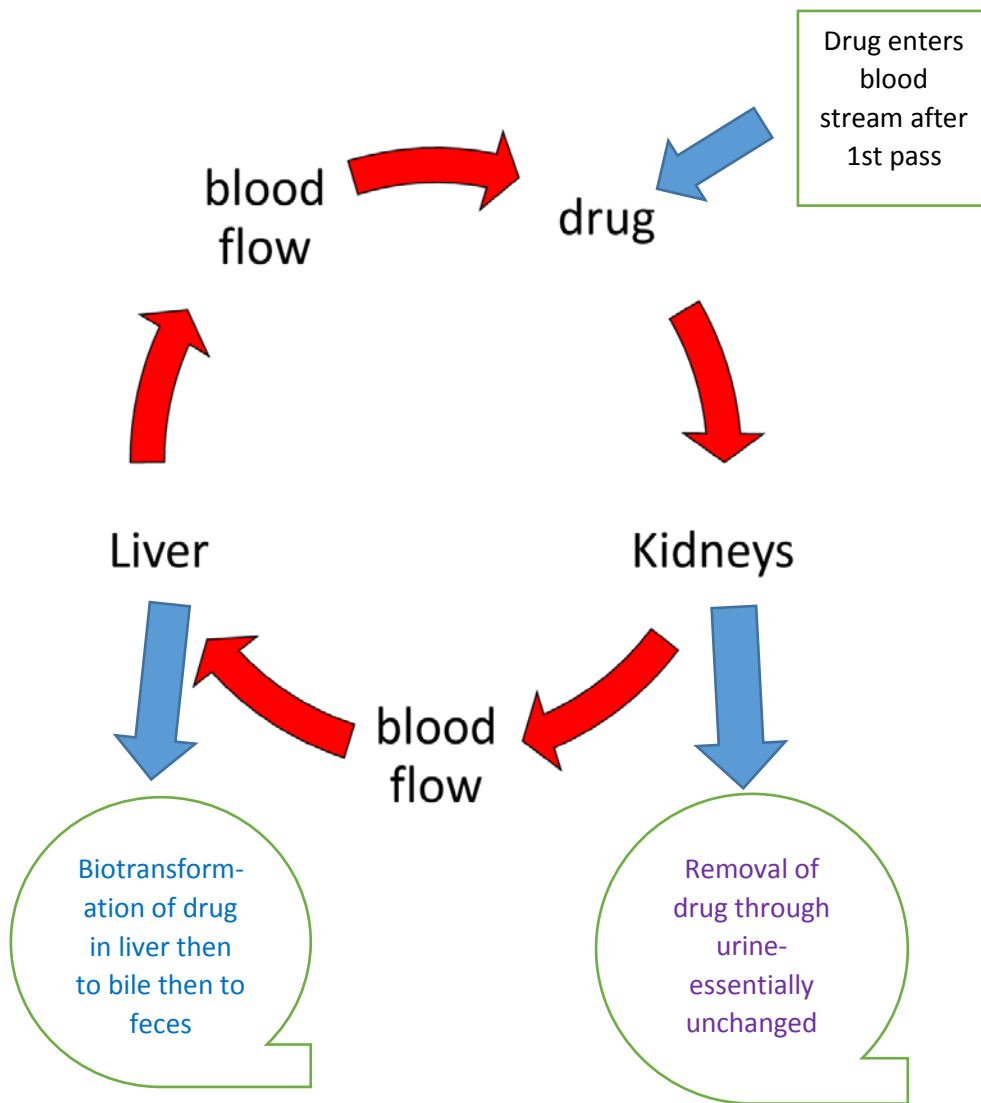 Drug enters
blood
stream after
1st pass
blood
flow
drug
Liver
Kidneys
blood
flow
Biotransform-
ation of drug
in liver then
to bile then to
feces
Removal of
drug through
urine-
essentially
unchanged